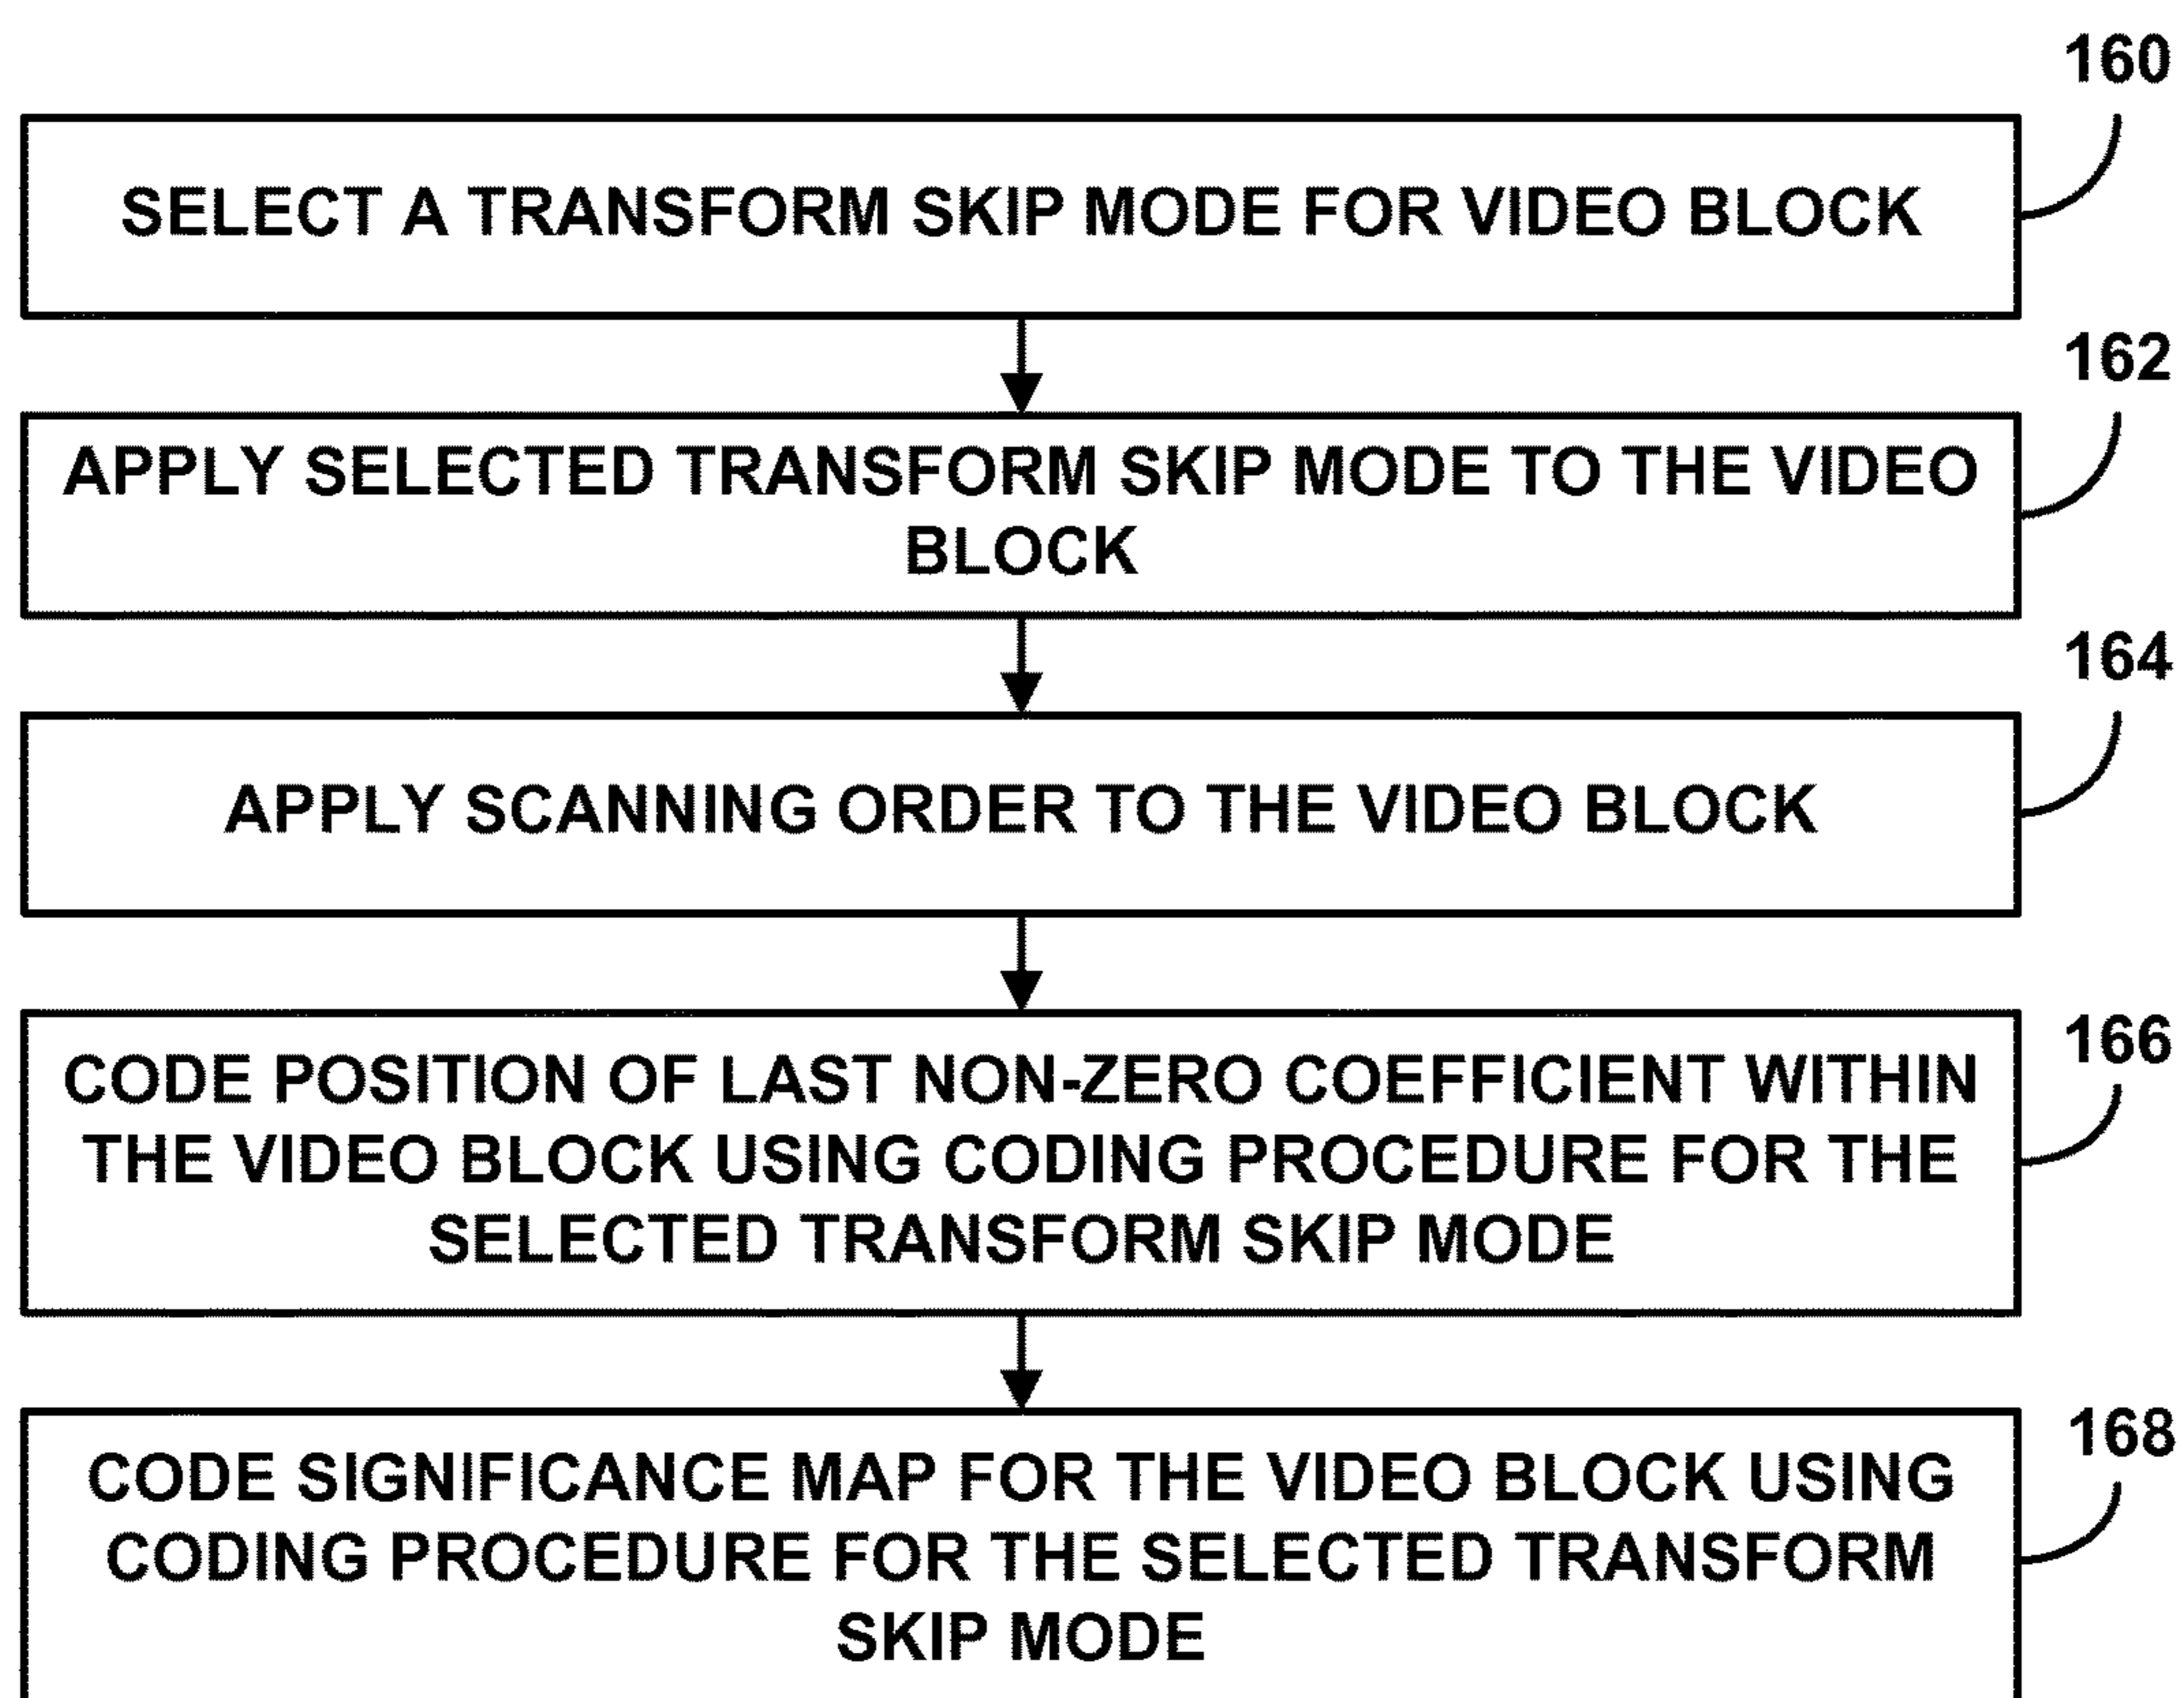 160
SELECT A TRANSFORM SKIP MODE FOR VIDEO BLOCK
162
APPLY SELECTED TRANSFORM SKIP MODE TO THE VIDEO
BLOCK
164
APPLY SCANNING ORDER TO THE VIDEO BLOCK
166
CODE POSITION OF LAST NON-ZERO COEFFICIENT WITHIN
THE VIDEO BLOCK USING CODING PROCEDURE FOR THE
SELECTED TRANSFORM SKIP MODE
168
CODE SIGNIFICANCE MAP FOR THE VIDEO BLOCK USING
CODING PROCEDURE FOR THE SELECTED TRANSFORM
SKIP MODE